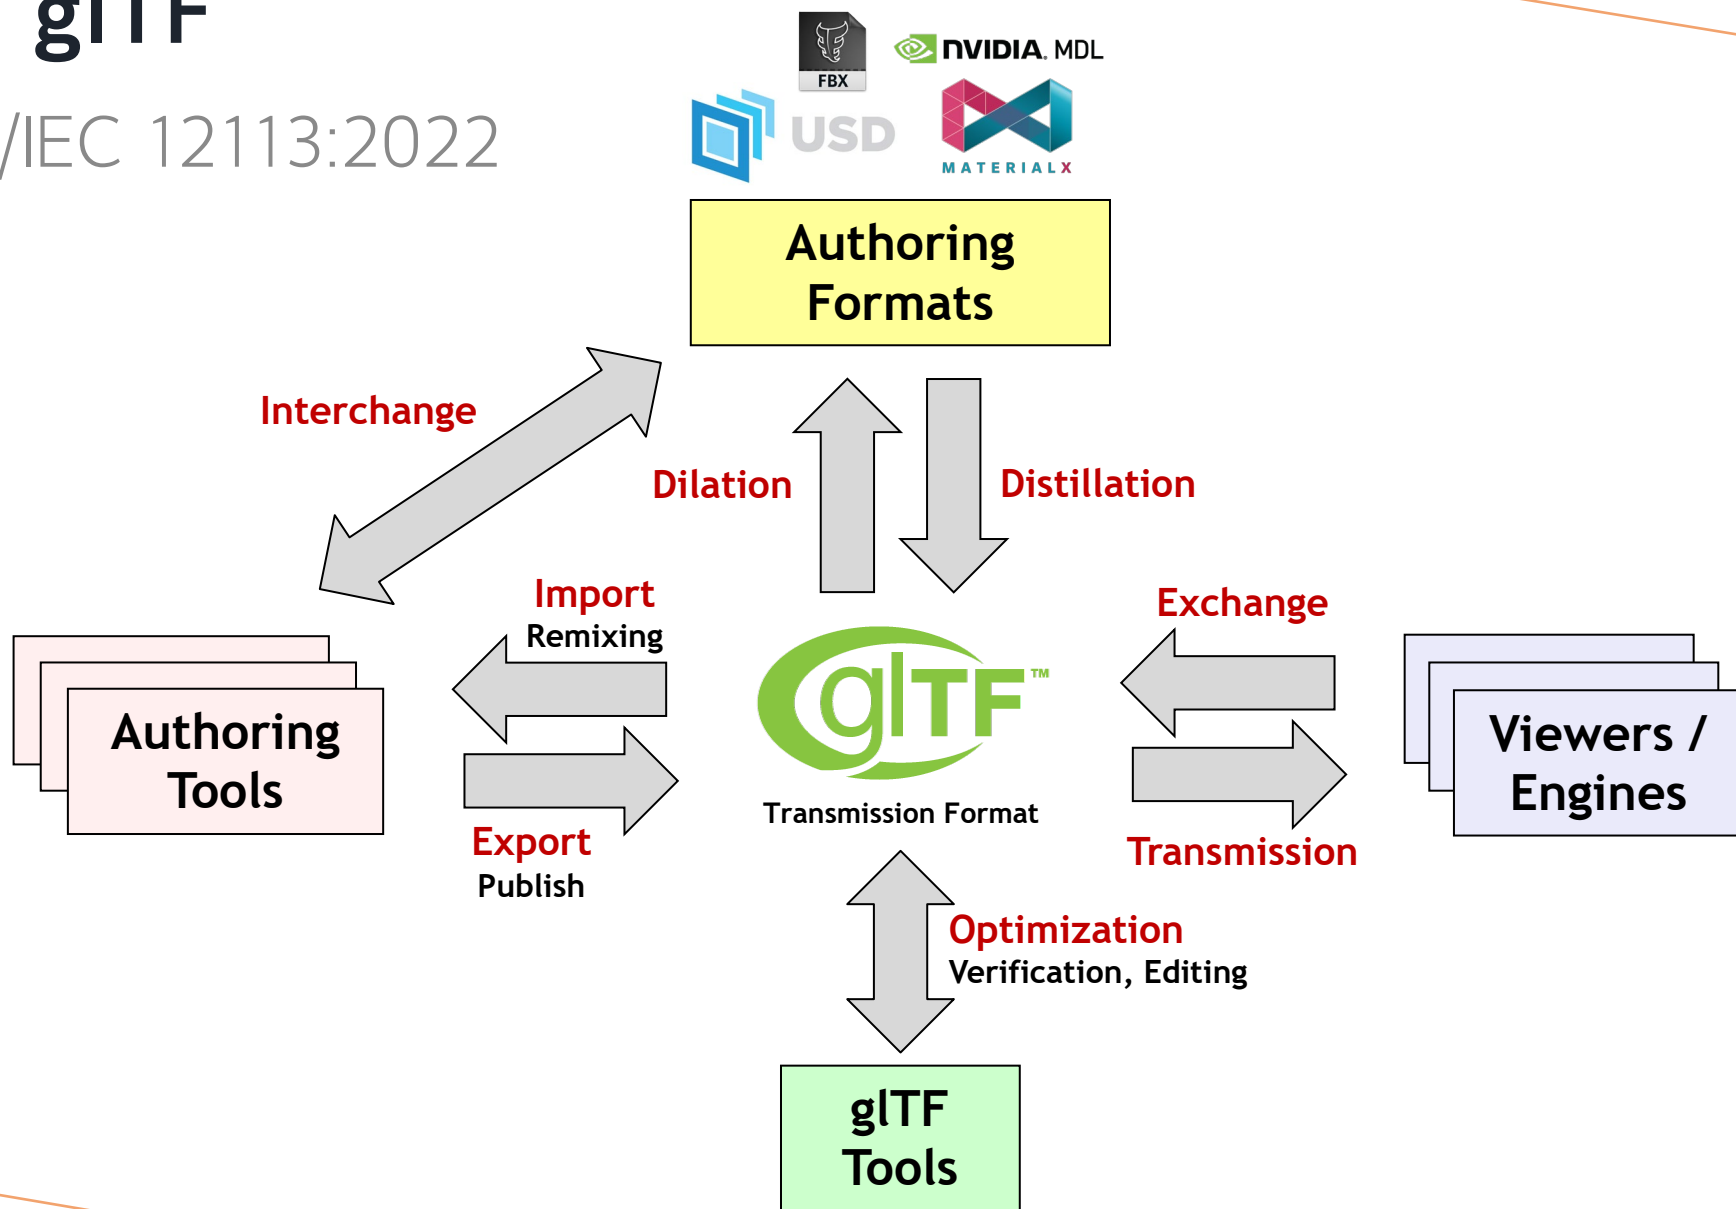 glTF
/IEC 12113:2022
FBX
NVIDIA. MDL
USD
MATERIALX
Authoring
Formats
Interchange
Dilation
Distillation
Import
Remixing
Exchange
glTF™
Authoring
Tools
Viewers /
Engines
Transmission Format
Export
Publish
Transmission
Optimization
Verification, Editing
glTF
Tools